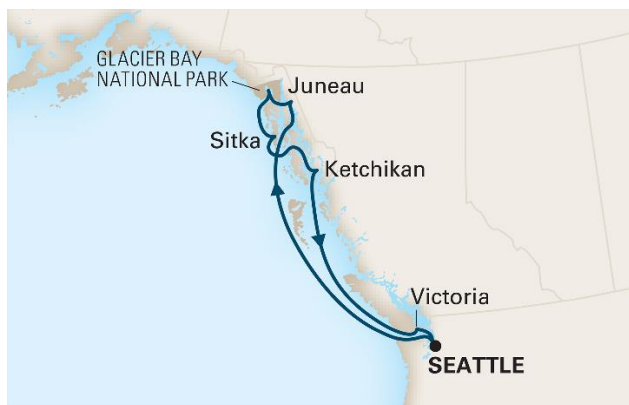 GLACIER BAY
NATIONAL PARK
Juneau
Sitka
Ketchikan
Victoria
SEATTLE